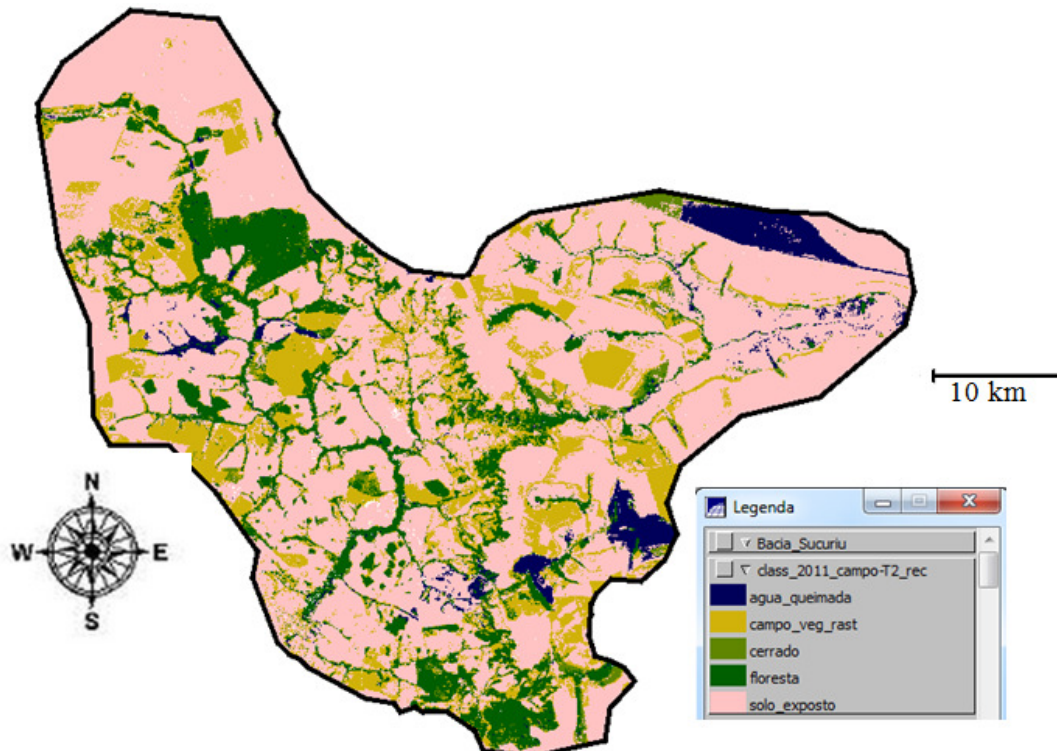 10 km
N
W E
S
Legenda
Bacia_Sucuriu
class_2011_campo-T2_rec
agua_queimada
campo_veg_rast
cerrado
floresta
solo_exposto